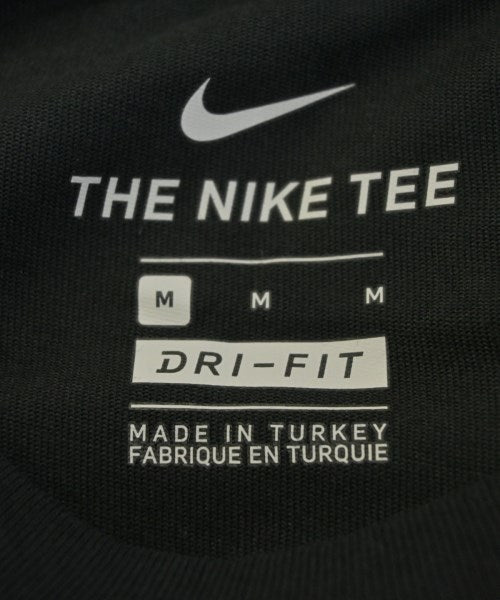 THE NIKE TEE
M M M
DRI-FIT
MADE IN TURKEY
FABRIQUE EN TURQUIE